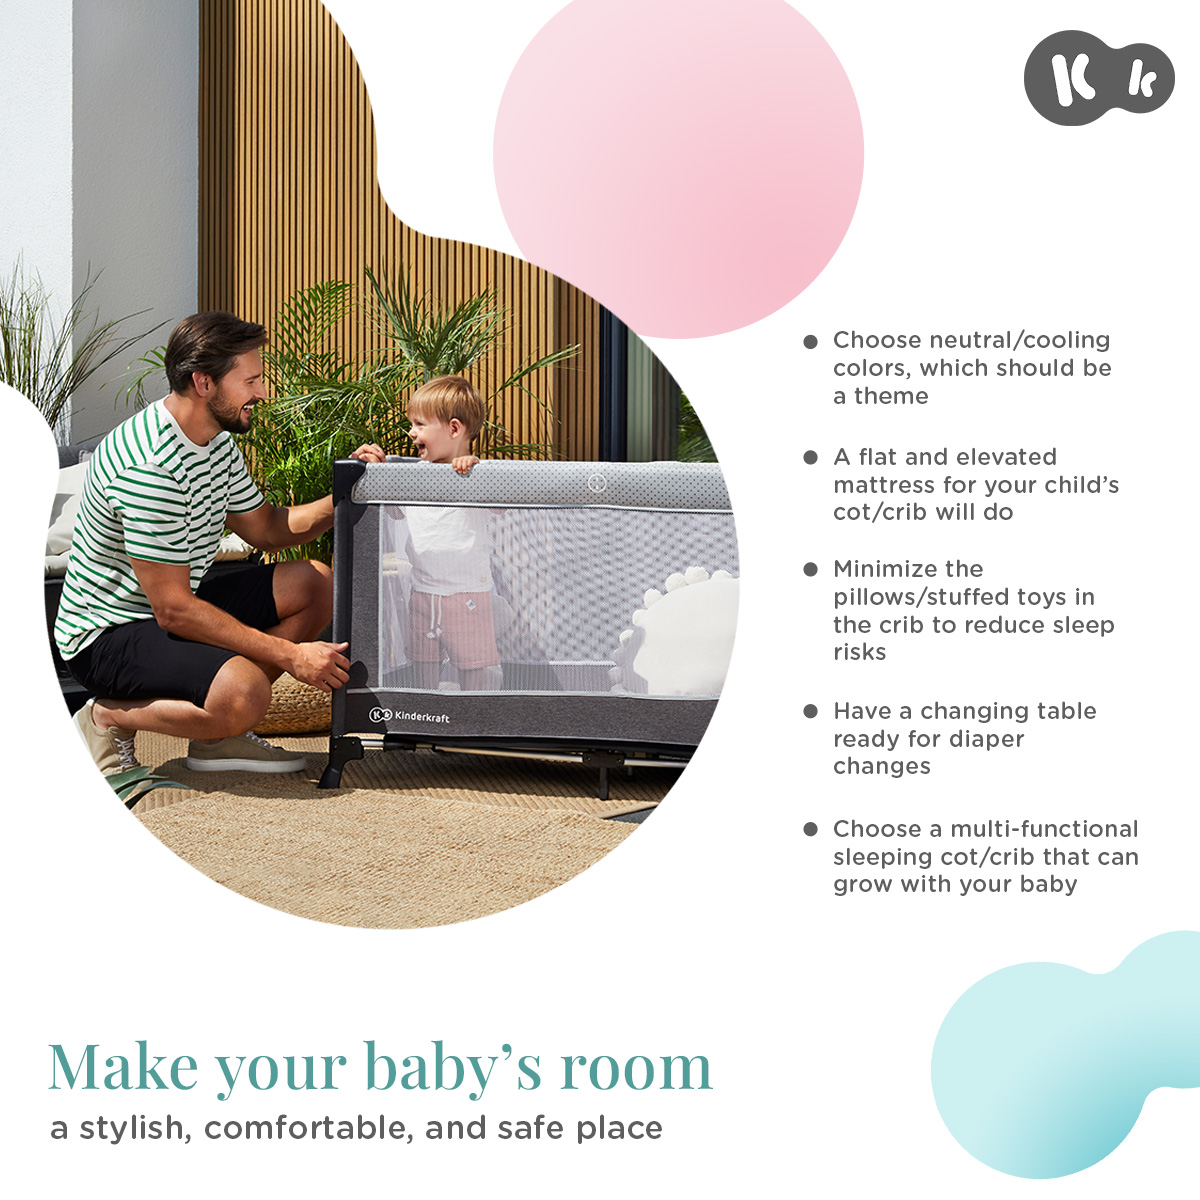 K k
Choose neutral/cooling
colors, which should be
a theme
A flat and elevated
mattress for your child’s
cot/crib will do
Minimize the
pillows/stuffed toys in
the crib to reduce sleep
risks
Have a changing table
ready for diaper
changes
Choose a multi-functional
sleeping cot/crib that can
grow with your baby
Kk Kinderkraft
Make your baby’s room
a stylish, comfortable, and safe place